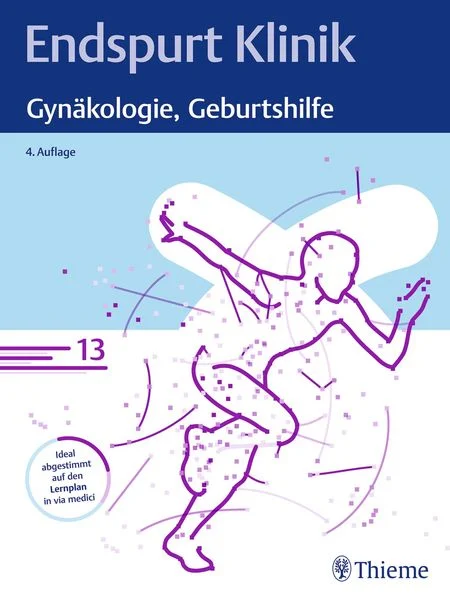 Endspurt Klinik
Gynäkologie, Geburtshilfe
4. Auflage
13
Ideal
abgestimmt
auf den
Lernplan
in via medici
Thieme